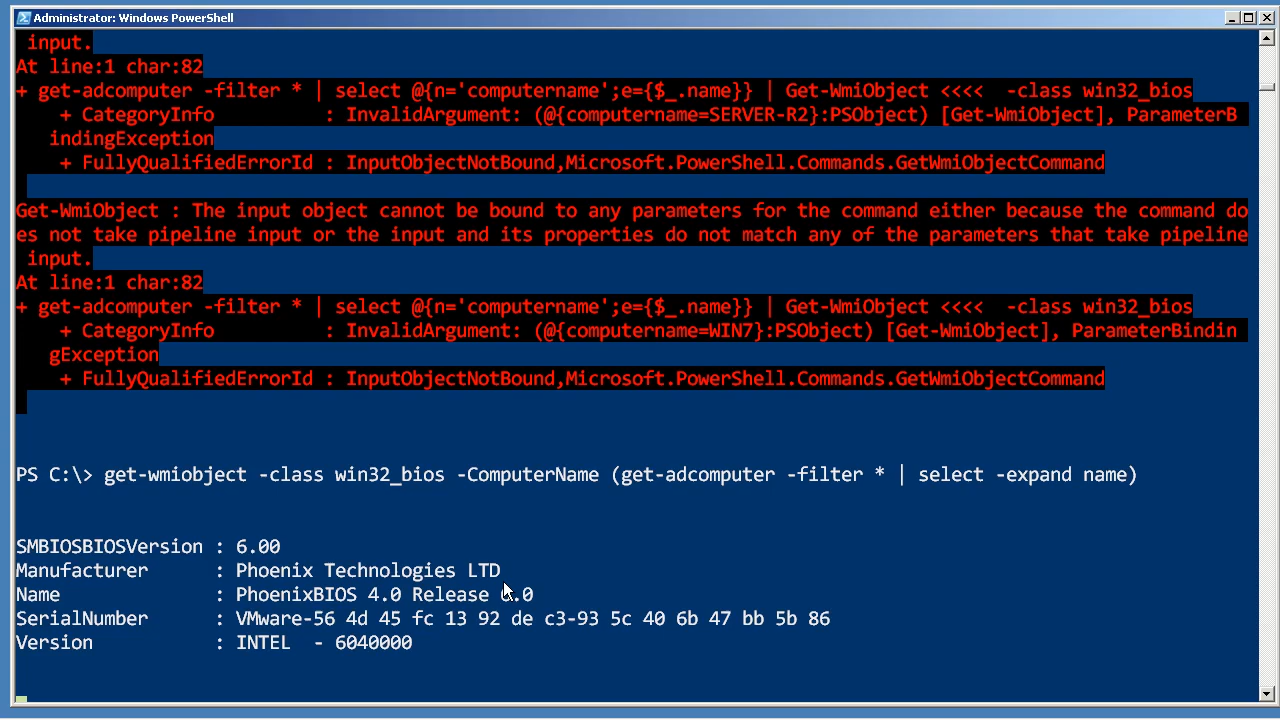 Administrator: Windows PowerShell
input.
At line:1 char:82
+ get-adcomputer -filter * | select @{n='computername';e={$_.name}} | Get-WmiObject <<<<  -class win32_bios
+ CategoryInfo : InvalidArgument: (@{computername=SERVER-R2}:PSObject) [Get-WmiObject], ParameterB
indingException
+ FullyQualifiedErrorId : InputObjectNotBound,Microsoft.PowerShell.Commands.GetWmiObjectCommand
Get-WmiObject : The input object cannot be bound to any parameters for the command either because the command do
es not take pipeline input or the input and its properties do not match any of the parameters that take pipeline
input.
At line:1 char:82
+ get-adcomputer -filter * | select @{n='computername';e={$_.name}} | Get-WmiObject <<<<  -class win32_bios
+ CategoryInfo : InvalidArgument: (@{computername=WIN7}:PSObject) [Get-WmiObject], ParameterBindin
gException
+ FullyQualifiedErrorId : InputObjectNotBound,Microsoft.PowerShell.Commands.GetWmiObjectCommand
PS C:\> get-wmiobject -class win32_bios -ComputerName (get-adcomputer -filter * | select -expand name)
SMBIOSBIOSVersion : 6.00
Manufacturer : Phoenix Technologies LTD
Name : PhoenixBIOS 4.0 Release 6.0
SerialNumber : VMware-56 4d 45 fc 13 92 de c3-93 5c 40 6b 47 bb 5b 86
Version : INTEL  - 6040000